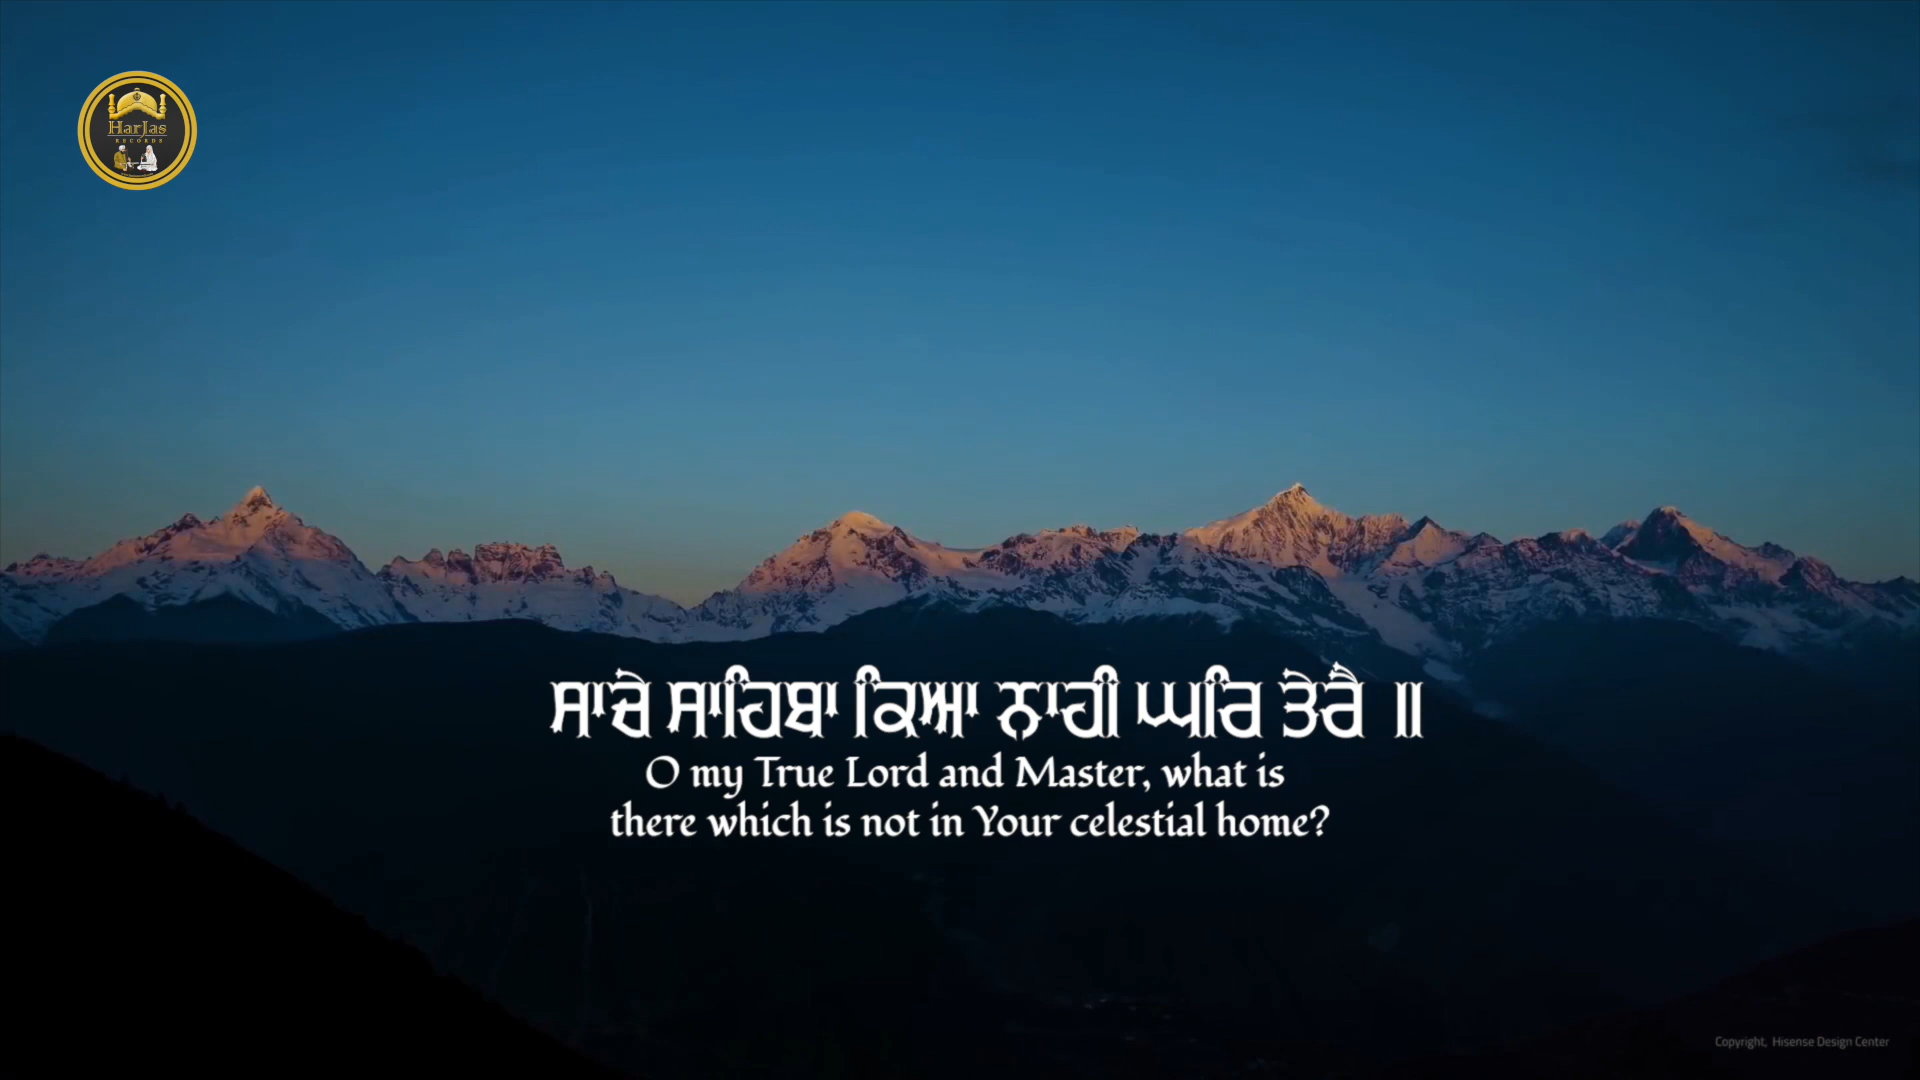 HarJas
RECORDS
ਸਾਚੇ ਸਾਹਿਬਾ ਕਿਆ ਨਾਹੀ ਘਰਿ ਤੇਰੈ ॥
O my True Lord and Master, what is
there which is not in Your celestial home?
Copyright, Hisense Design Center